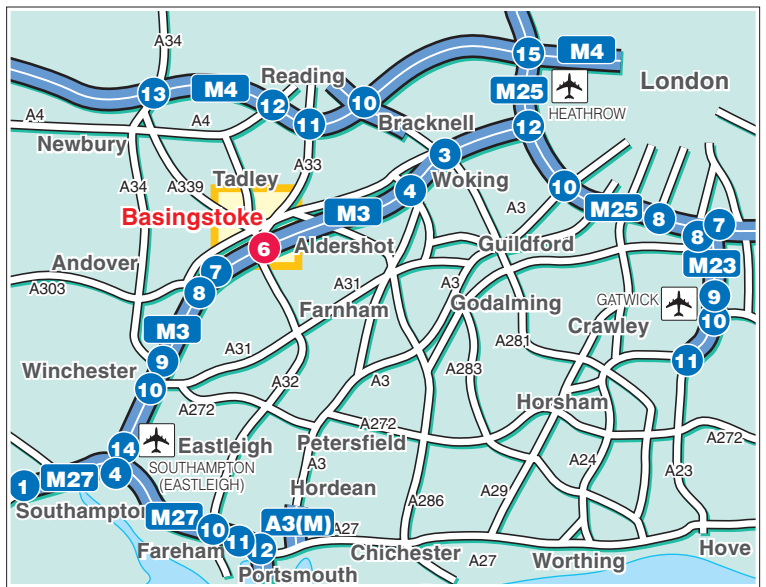 A34
15
M4
M4
Reading
London
13
M25
12
10
HEATHROW
A4
A4
11
Bracknell
12
Newbury
A33
3
Tadley
A34
A339
4
Woking
10
Basingstoke
M3
A3
M25
8
7
6
Aldershot
Guildford
8
Andover
7
M23
A303
8
A31
A3
GATWICK
9
Farnham
Godalming
10
M3
Crawley
A281
9
A31
11
Winchester
A32
A283
10
A3
A272
Horsham
A272
14
Eastleigh
Petersfield
A272
SOUTHAMPTON
(EASTLEIGH)
A3
A24
M27
4
A23
1
Hordean
A29
A286
Southampton
M27
10
A3(M)
A27
11
12
Fareham
Chichester
A27
Worthing
Hove
Portsmouth